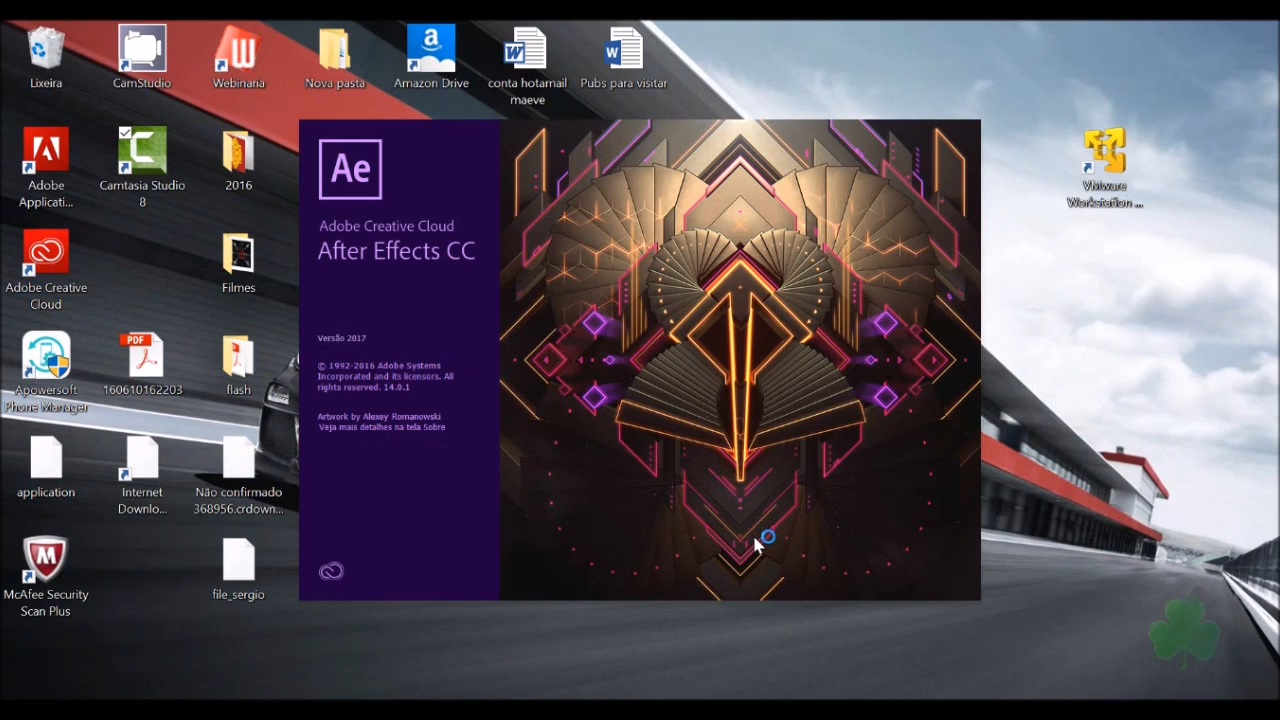 Lixeira
CamStudio
Webinaria
Nova pasta
Amazon Drive
conta hotamail
maeve
Pubs para visitar
Adobe
Applicati...
Camtasia Studio
8
2016
VMware
Workstation ...
Adobe Creative
Cloud
Filmes
Apowersoft
Phone Manager
PDF
160610162203
flash
application
Internet
Downlo...
Não confirmado
368956.crdown...
McAfee Security
Scan Plus
file_sergio
Ae
Adobe Creative Cloud
After Effects CC
Versão 2017
© 1992-2016 Adobe Systems
Incorporated and its licensors. All
rights reserved. 14.0.1
Artwork by Alexey Romanowski
Veja mais detalhes na tela Sobre